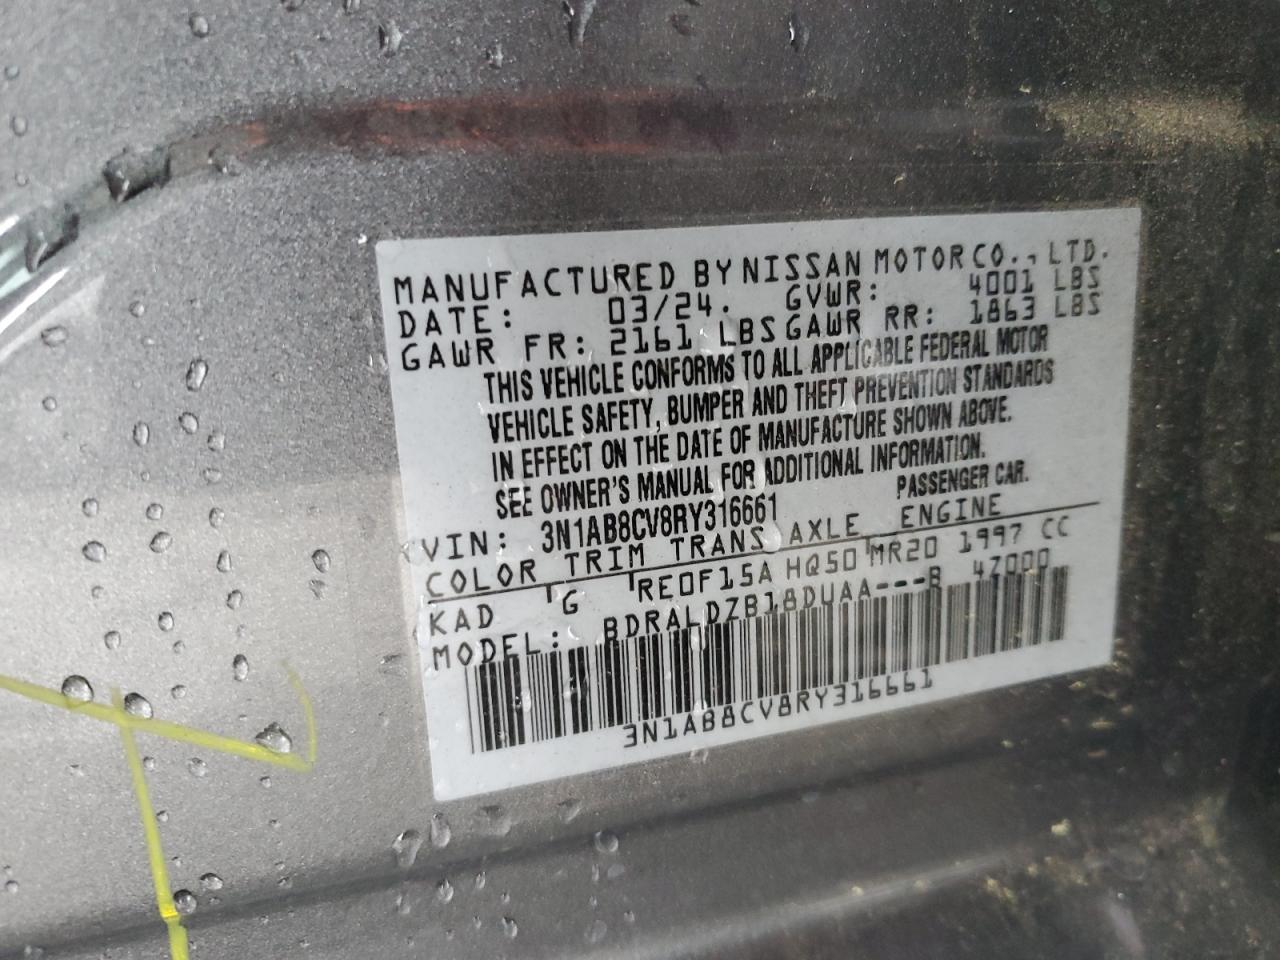 MANUFACTURED BY NISSAN MOTOR CO., LTD.
DATE: 03/24. GVWR: 4001 LBS
GAWR FR: 2161 LBS GAWR RR: 1863 LBS
THIS VEHICLE CONFORMS TO ALL APPLICABLE FEDERAL MOTOR
VEHICLE SAFETY, BUMPER AND THEFT PREVENTION STANDARDS
IN EFFECT ON THE DATE OF MANUFACTURE SHOWN ABOVE.
SEE OWNER'S MANUAL FOR ADDITIONAL INFORMATION.
PASSENGER CAR.
VIN: 3N1AB8CV8RY316661
COLOR TRIM TRANS AXLE ENGINE
KAD G RE0F15A HQ50 MR20 1997 CC
MODEL: BDRALDZB18DUAA---B 4Z000
3N1AB8CV8RY316661